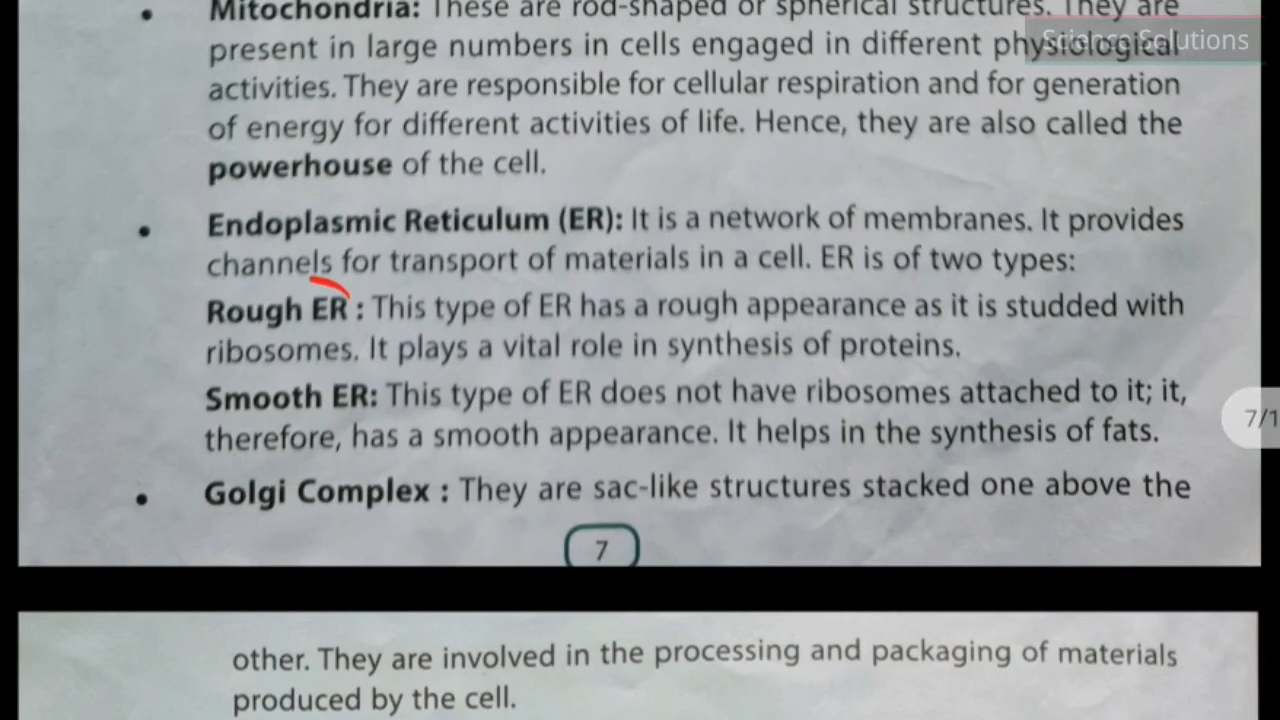 • Mitochondria: These are rod-shaped or spherical structures. They are
Science Solutions
present in large numbers in cells engaged in different physiological
activities. They are responsible for cellular respiration and for generation
of energy for different activities of life. Hence, they are also called the
powerhouse of the cell.
• Endoplasmic Reticulum (ER): It is a network of membranes. It provides
channels for transport of materials in a cell. ER is of two types:
Rough ER : This type of ER has a rough appearance as it is studded with
ribosomes. It plays a vital role in synthesis of proteins.
Smooth ER: This type of ER does not have ribosomes attached to it; it,
therefore, has a smooth appearance. It helps in the synthesis of fats.
7/1
• Golgi Complex : They are sac-like structures stacked one above the
7
other. They are involved in the processing and packaging of materials
produced by the cell.